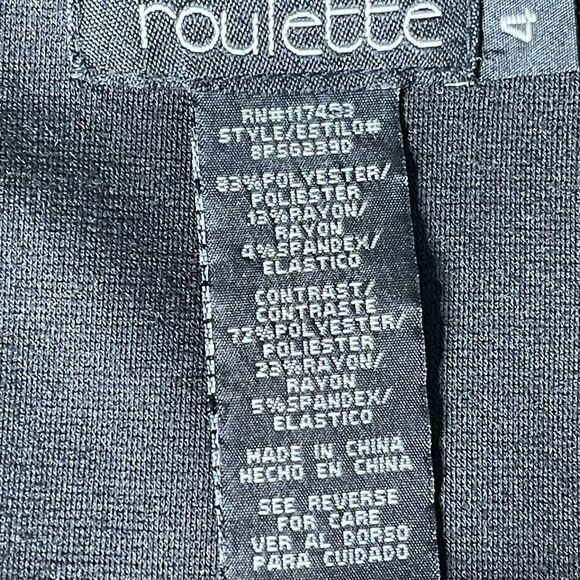 roulette
4
RN#117483
STYLE/ESTILO#
83%POLYESTER/
POLIESTER
13%RAYON/
RAYON
4%SPANDEX/
ELASTICO
CONTRAST/
CONTRASTE
72%POLYESTER/
POLIESTER
23%RAYON/
RAYON
5%SPANDEX/
ELASTICO
MADE IN CHINA
HECHO EN CHINA
SEE REVERSE
FOR CARE
VER AL DORSO
PARA CUIDADO